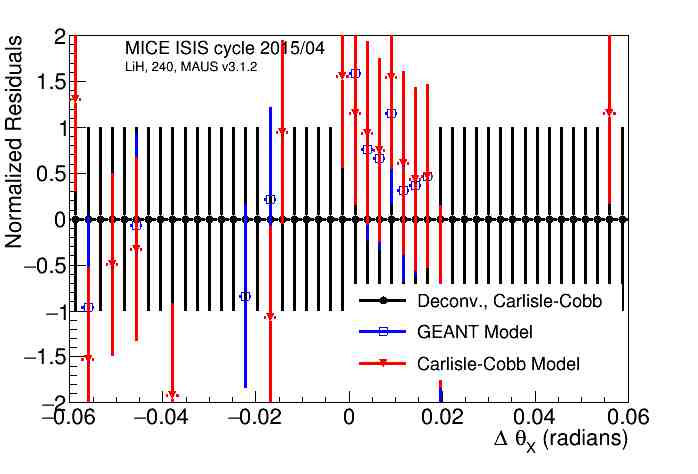 MICE ISIS cycle 2015/04
LiH, 240, MAUS v3.1.2
Normalized Residuals
2
1.5
1
0.5
0
−0.5
−1
−1.5
−2
Deconv., Carlisle-Cobb
GEANT Model
Carlisle-Cobb Model
−0.06 −0.04 −0.02 0 0.02 0.04 0.06
Δ θX (radians)